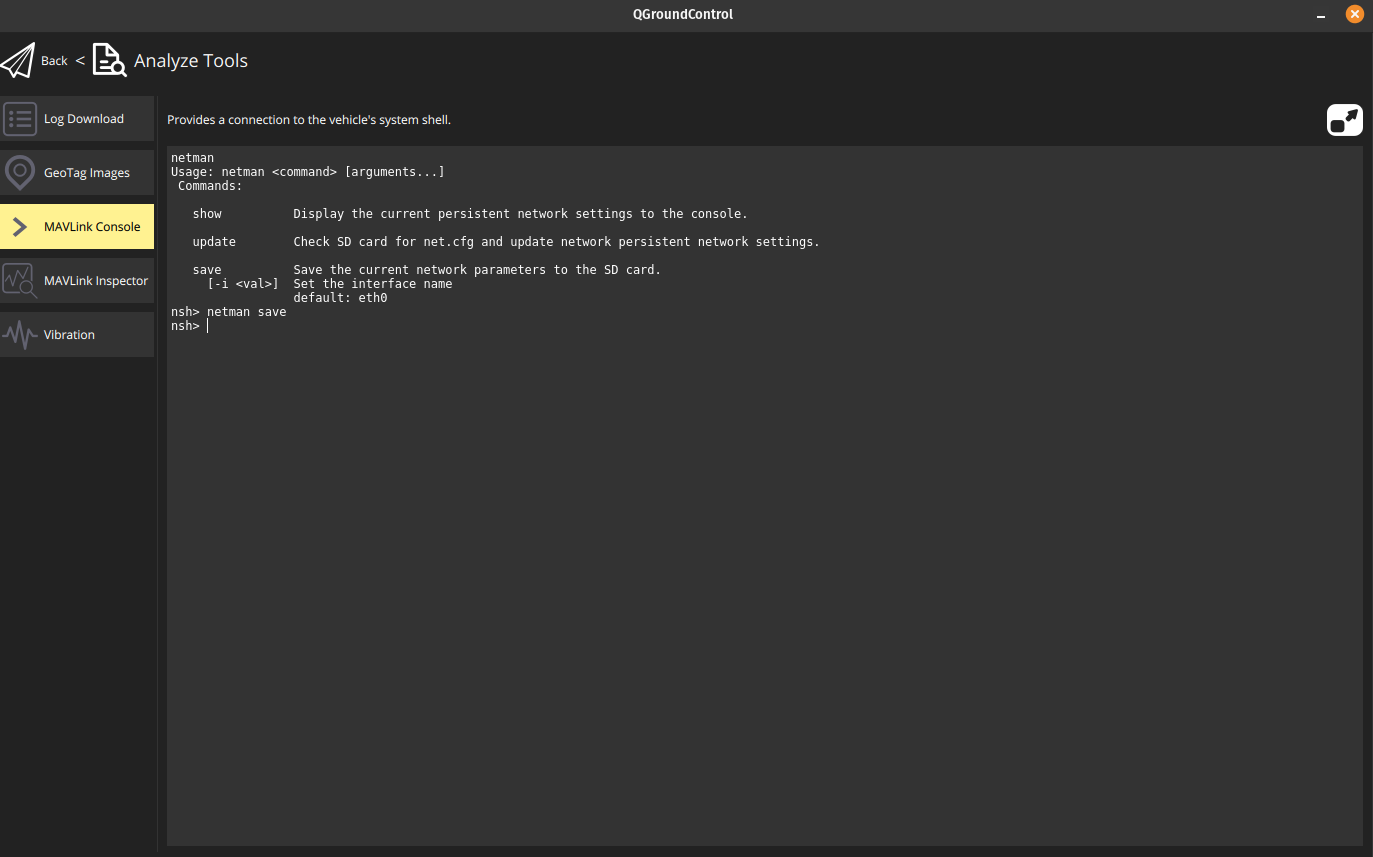 QGroundControl
Back < Analyze Tools
Log Download
GeoTag Images
MAVLink Console
MAVLink Inspector
Vibration
Provides a connection to the vehicle's system shell.
netman
Usage: netman <command> [arguments...]
Commands:
show Display the current persistent network settings to the console.
update Check SD card for net.cfg and update network persistent network settings.
save Save the current network parameters to the SD card.
[-i <val>] Set the interface name
default: eth0
nsh> netman save
nsh>